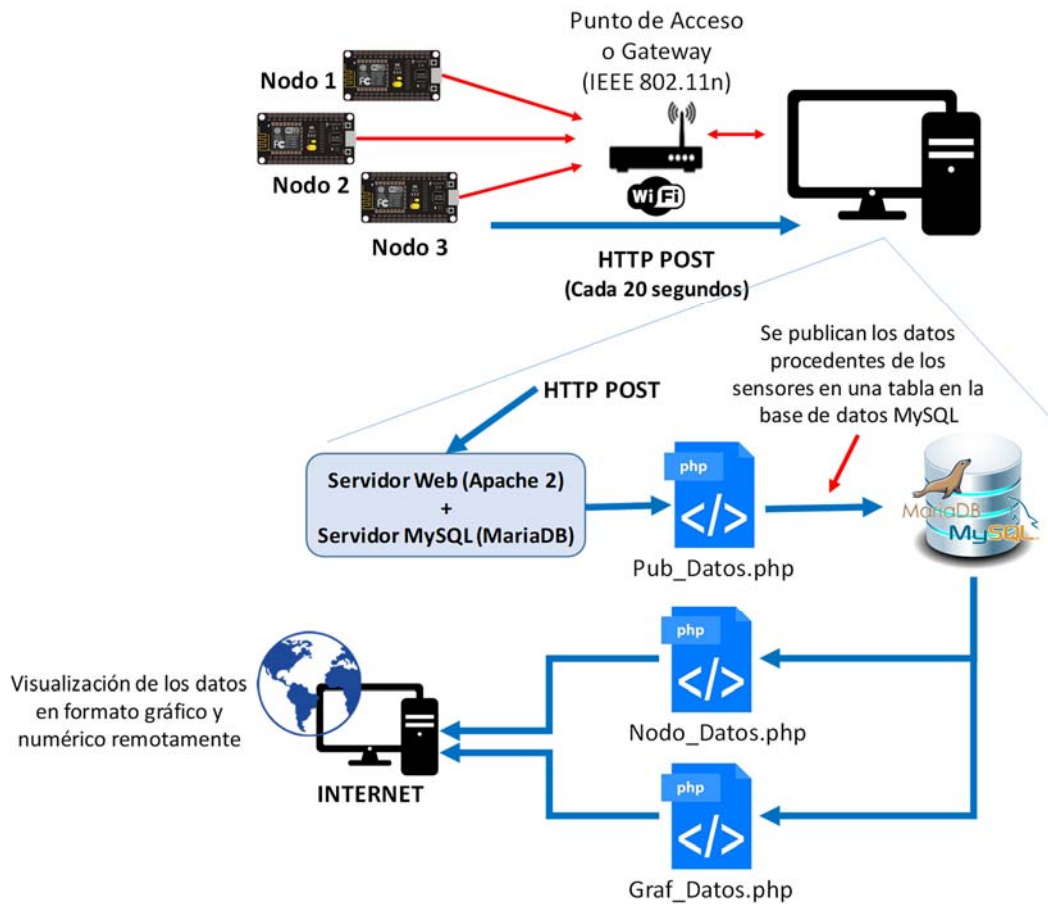 Punto de Acceso
o Gateway
(IEEE 802.11n)
Nodo 1
Nodo 2
Nodo 3
WiFi
HTTP POST
(Cada 20 segundos)
Se publican los datos
procedentes de los
sensores en una tabla en la
base de datos MySQL
HTTP POST
Servidor Web (Apache 2)
+
Servidor MySQL (MariaDB)
php
</>
Pub_Datos.php
MariaDB
MySQL
php
</>
Nodo_Datos.php
Visualización de los datos
en formato gráfico y
numérico remotamente
INTERNET
php
</>
Graf_Datos.php